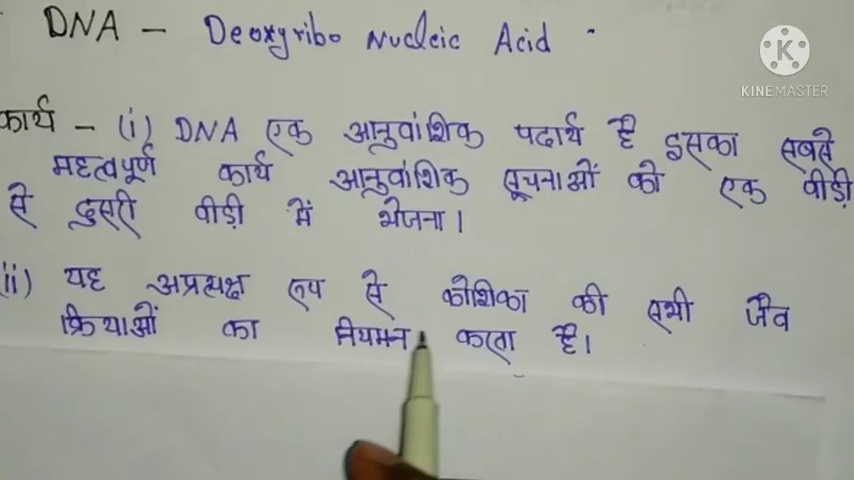 DNA - Deoxyribo Nucleic Acid
K
KINEMASTER
कार्य - (i) DNA एक आनुवांशिक पदार्थ है इसका सबसे
महत्वपूर्ण कार्य आनुवांशिक सूचनाओं को एक पीड़ी
से दुसरी पीड़ी में भेजना।
(ii) यह अप्रत्यक्ष रूप से कोशिका की सभी जैव
क्रियाओं का नियमन करता है।